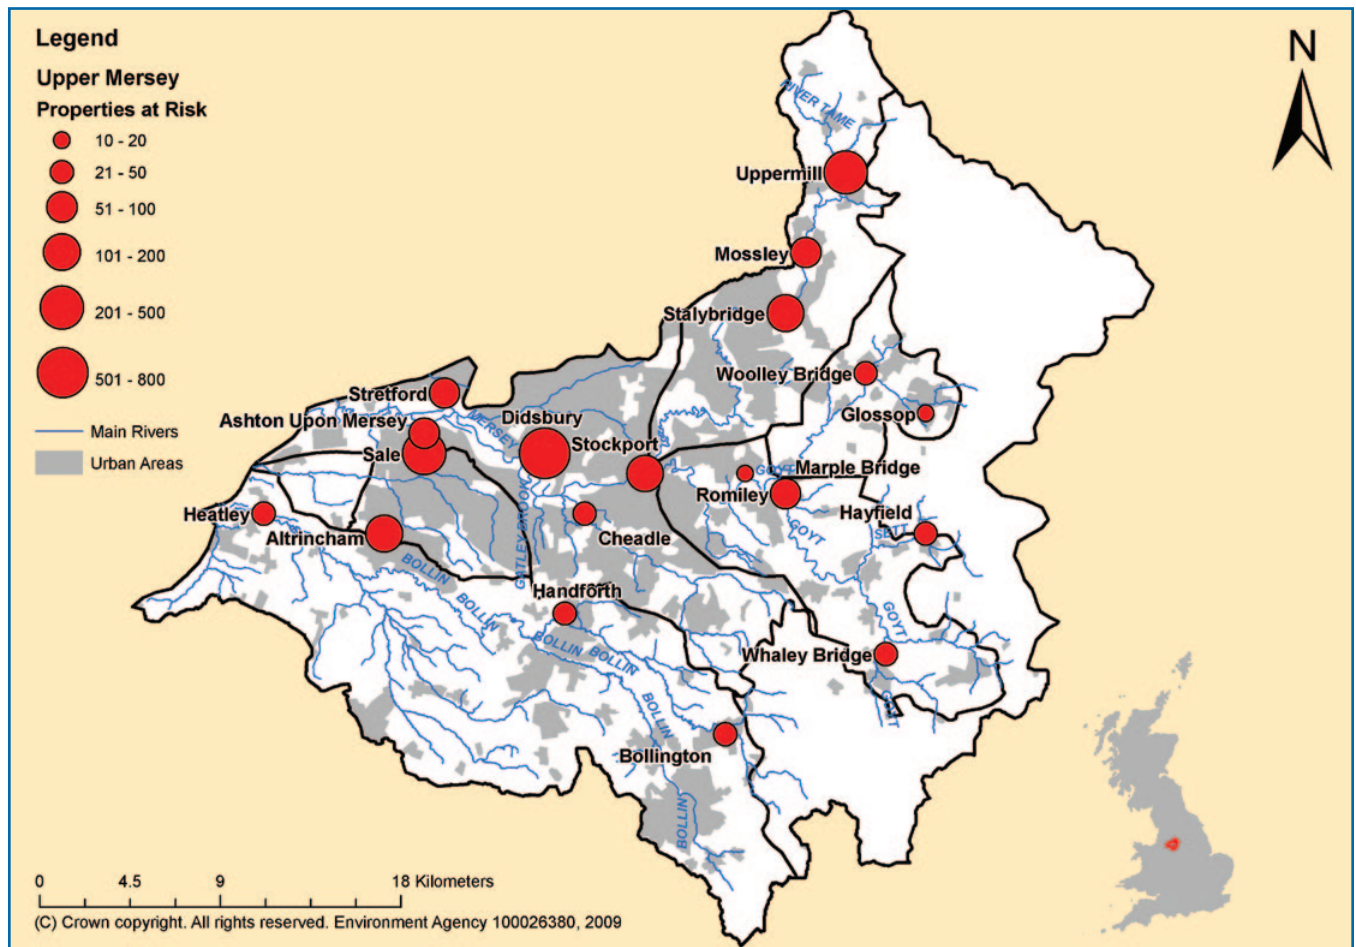 Legend
Upper Mersey
Properties at Risk
10 - 20
21 - 50
51 - 100
101 - 200
201 - 500
501 - 800
Main Rivers
Urban Areas
N
RIVER TAME
Uppermill
Mossley
Stalybridge
Woolley Bridge
Glossop
Stretford
Ashton Upon Mersey
MERSEY
Didsbury
Sale
Stockport
GOYT
Marple Bridge
Romiley
Heatley
Altrincham
GATLEY BROOK
Cheadle
GOYT
Hayfield
SETT
BOLLIN
BOLLIN
Handforth
BOLLIN
BOLLIN
GOYT
Whaley Bridge
GOYT
BOLLIN
Bollington
BOLLIN
0 4.5 9 18 Kilometers
(C) Crown copyright. All rights reserved. Environment Agency 100026380, 2009